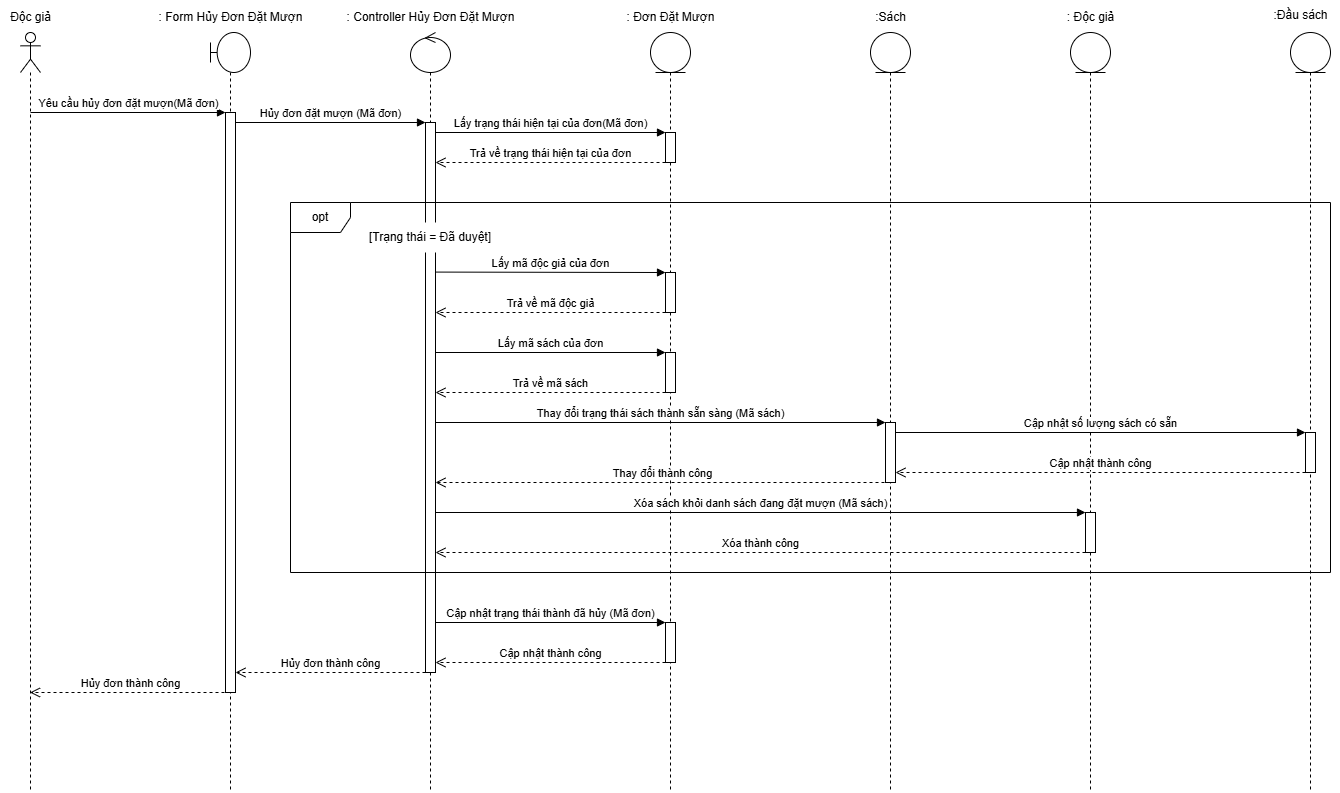 Độc giả
: Form Hủy Đơn Đặt Mượn
: Controller Hủy Đơn Đặt Mượn
: Đơn Đặt Mượn
:Sách
: Độc giả
:Đầu sách
Yêu cầu hủy đơn đặt mượn(Mã đơn)
Hủy đơn đặt mượn (Mã đơn)
Lấy trạng thái hiện tại của đơn(Mã đơn)
Trả về trạng thái hiện tại của đơn
opt
[Trạng thái = Đã duyệt]
Lấy mã độc giả của đơn
Trả về mã độc giả
Lấy mã sách của đơn
Trả về mã sách
Thay đổi trạng thái sách thành sẵn sàng (Mã sách)
Cập nhật số lượng sách có sẵn
Cập nhật thành công
Thay đổi thành công
Xóa sách khỏi danh sách đang đặt mượn (Mã sách)
Xóa thành công
Cập nhật trạng thái thành đã hủy (Mã đơn)
Cập nhật thành công
Hủy đơn thành công
Hủy đơn thành công